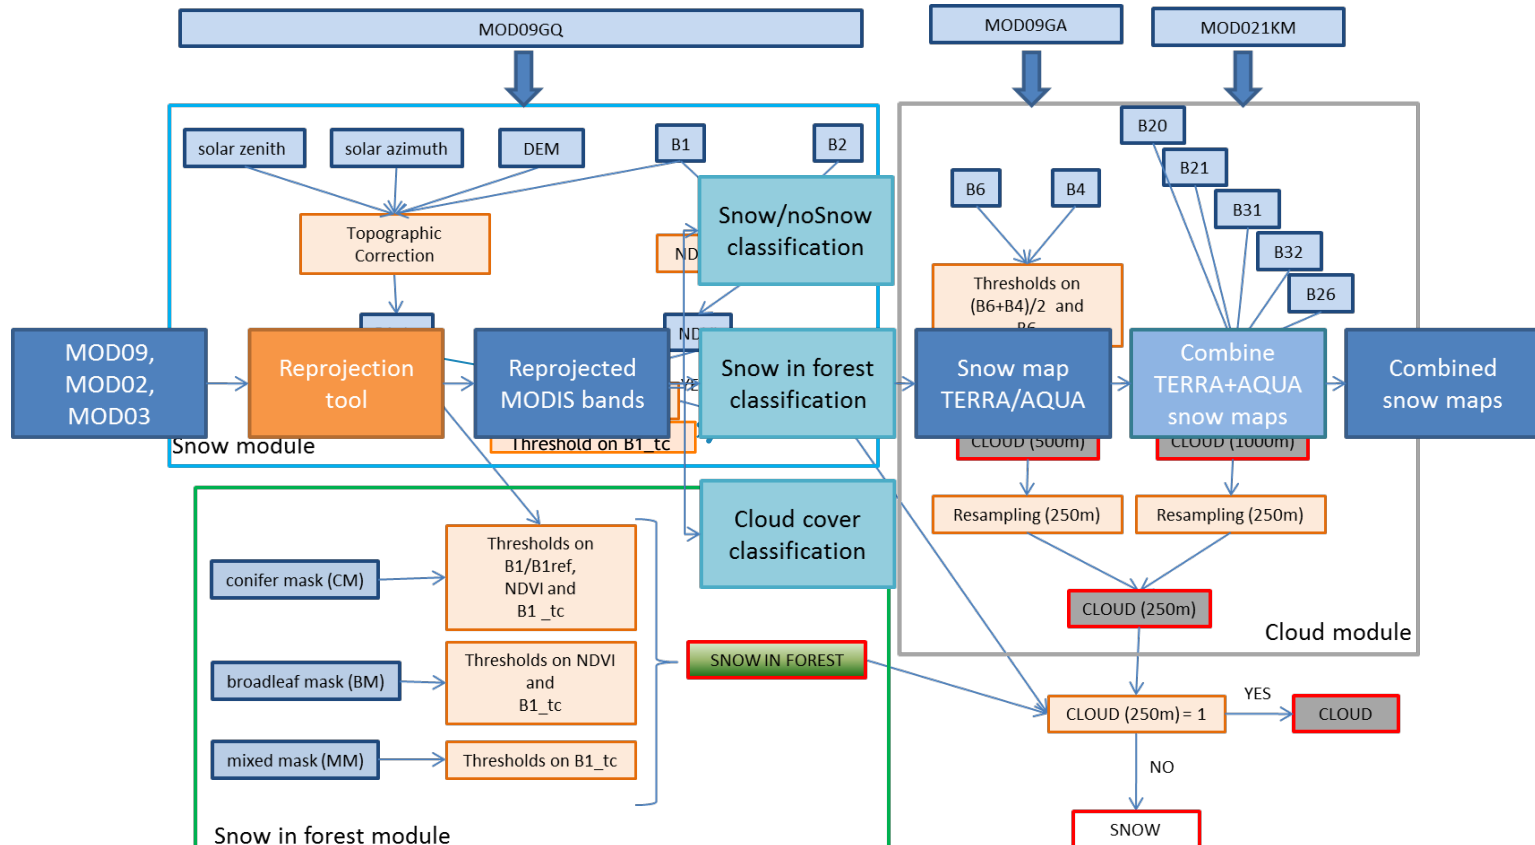 MOD09GQ
MOD09GA
MOD021KM
solar zenith
solar azimuth
DEM
B1
B2
Topographic
Correction
Snow/noSnow
classification
B6
B4
B20
B21
B31
B32
B26
Thresholds on
(B6+B4)/2 and
B6
MOD09,
MOD02,
MOD03
Reprojection
tool
Reprojected
MODIS bands
Snow in forest
classification
Snow map
TERRA/AQUA
Combine
TERRA+AQUA
snow maps
Combined
snow maps
Snow module
Threshold on B1_tc
CLOUD (500m)
CLOUD (1000m)
Cloud cover
classification
Resampling (250m)
Resampling (250m)
CLOUD (250m)
Cloud module
conifer mask (CM)
Thresholds on
B1/B1ref,
NDVI and
B1 _tc
broadleaf mask (BM)
Thresholds on NDVI
and
B1_tc
mixed mask (MM)
Thresholds on B1_tc
SNOW IN FOREST
CLOUD (250m) = 1
YES
CLOUD
NO
SNOW
Snow in forest module